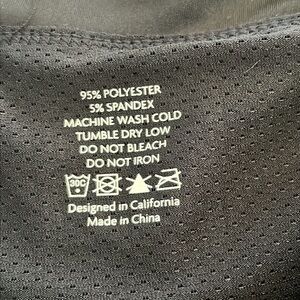 95% POLYESTER
5% SPANDEX
MACHINE WASH COLD
TUMBLE DRY LOW
DO NOT BLEACH
DO NOT IRON
30C
Designed in California
Made in China